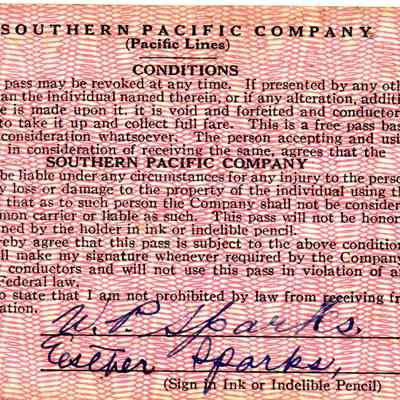 SOUTHERN PACIFIC COMPANY
(Pacific Lines)
CONDITIONS
pass may be revoked at any time. If presented by any oth
an the individual named therein, or if any alteration, additi
e is made upon it, it is void and forfeited and conductor
to take it up and collect full fare. This is a free pass bas
consideration whatsoever. The person accepting and usi
in consideration of receiving the same, agrees that the
SOUTHERN PACIFIC COMPANY
be liable under any circumstances for any injury to the perso
y loss or damage to the property of the individual using th
that as to such person the Company shall not be consider
mon carrier or liable as such. This pass will not be honor
ned by the holder in ink or indelible pencil.
reby agree that this pass is subject to the above condition
ll make my signature whenever required by the Company
conductors and will not use this pass in violation of a
Federal law.
o state that I am not prohibited by law from receiving fr
ation.
W. P. Sparks.
Esther Sparks,
(Sign in Ink or Indelible Pencil)